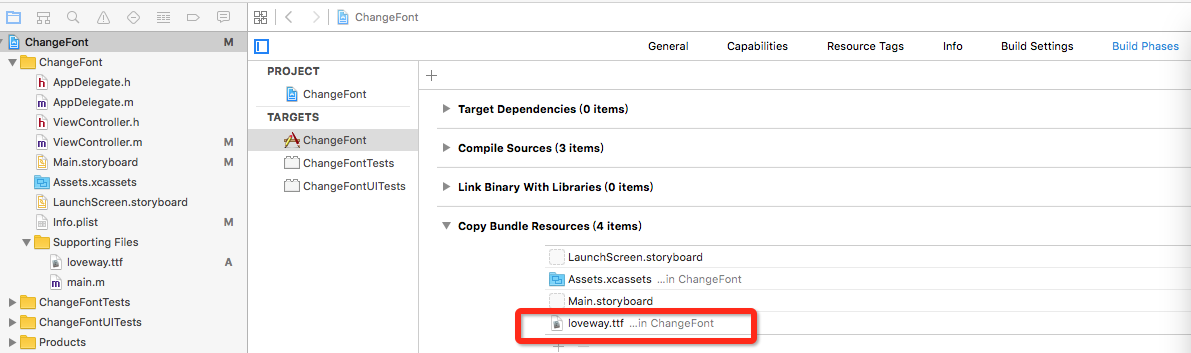 ChangeFont
ChangeFont M
General Capabilities Resource Tags Info Build Settings Build Phases
ChangeFont
AppDelegate.h
AppDelegate.m
ViewController.h
ViewController.m M
Main.storyboard M
Assets.xcassets
LaunchScreen.storyboard
Info.plist M
Supporting Files
loveway.ttf A
main.m
ChangeFontTests
ChangeFontUITests
Products
PROJECT
ChangeFont
TARGETS
ChangeFont
ChangeFontTests
ChangeFontUITests
Target Dependencies (0 items)
Compile Sources (3 items)
Link Binary With Libraries (0 items)
Copy Bundle Resources (4 items)
LaunchScreen.storyboard
Assets.xcassets ...in ChangeFont
Main.storyboard
loveway.ttf ...in ChangeFont